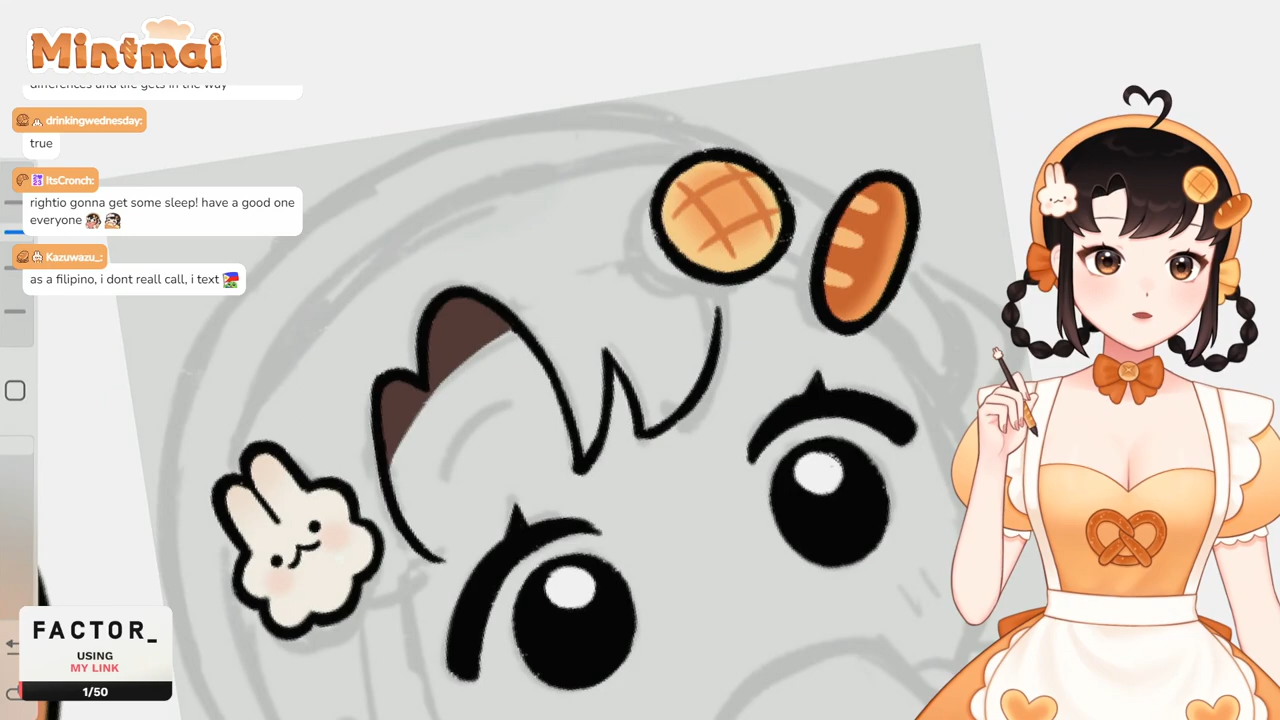 Mintmai
differences and life gets in the way
drinkingwednesday:
true
ItsCronch:
rightio gonna get some sleep! have a good one
everyone
Kazuwazu_:
as a filipino, i dont reall call, i text
FACTOR_
USING
MY LINK
1/50